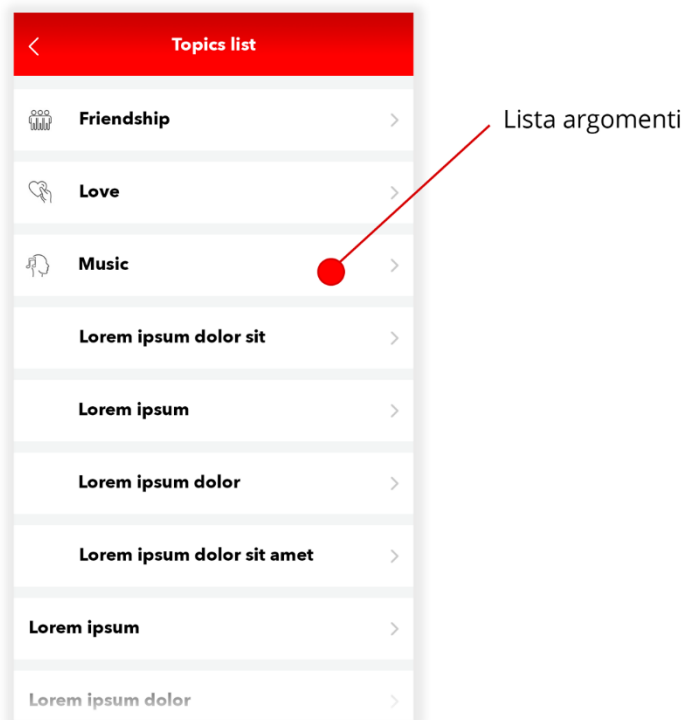 Topics list
Friendship
Lista argomenti
Love
Music
Lorem ipsum dolor sit
Lorem ipsum
Lorem ipsum dolor
Lorem ipsum dolor sit amet
Lorem ipsum
Lorem ipsum dolor